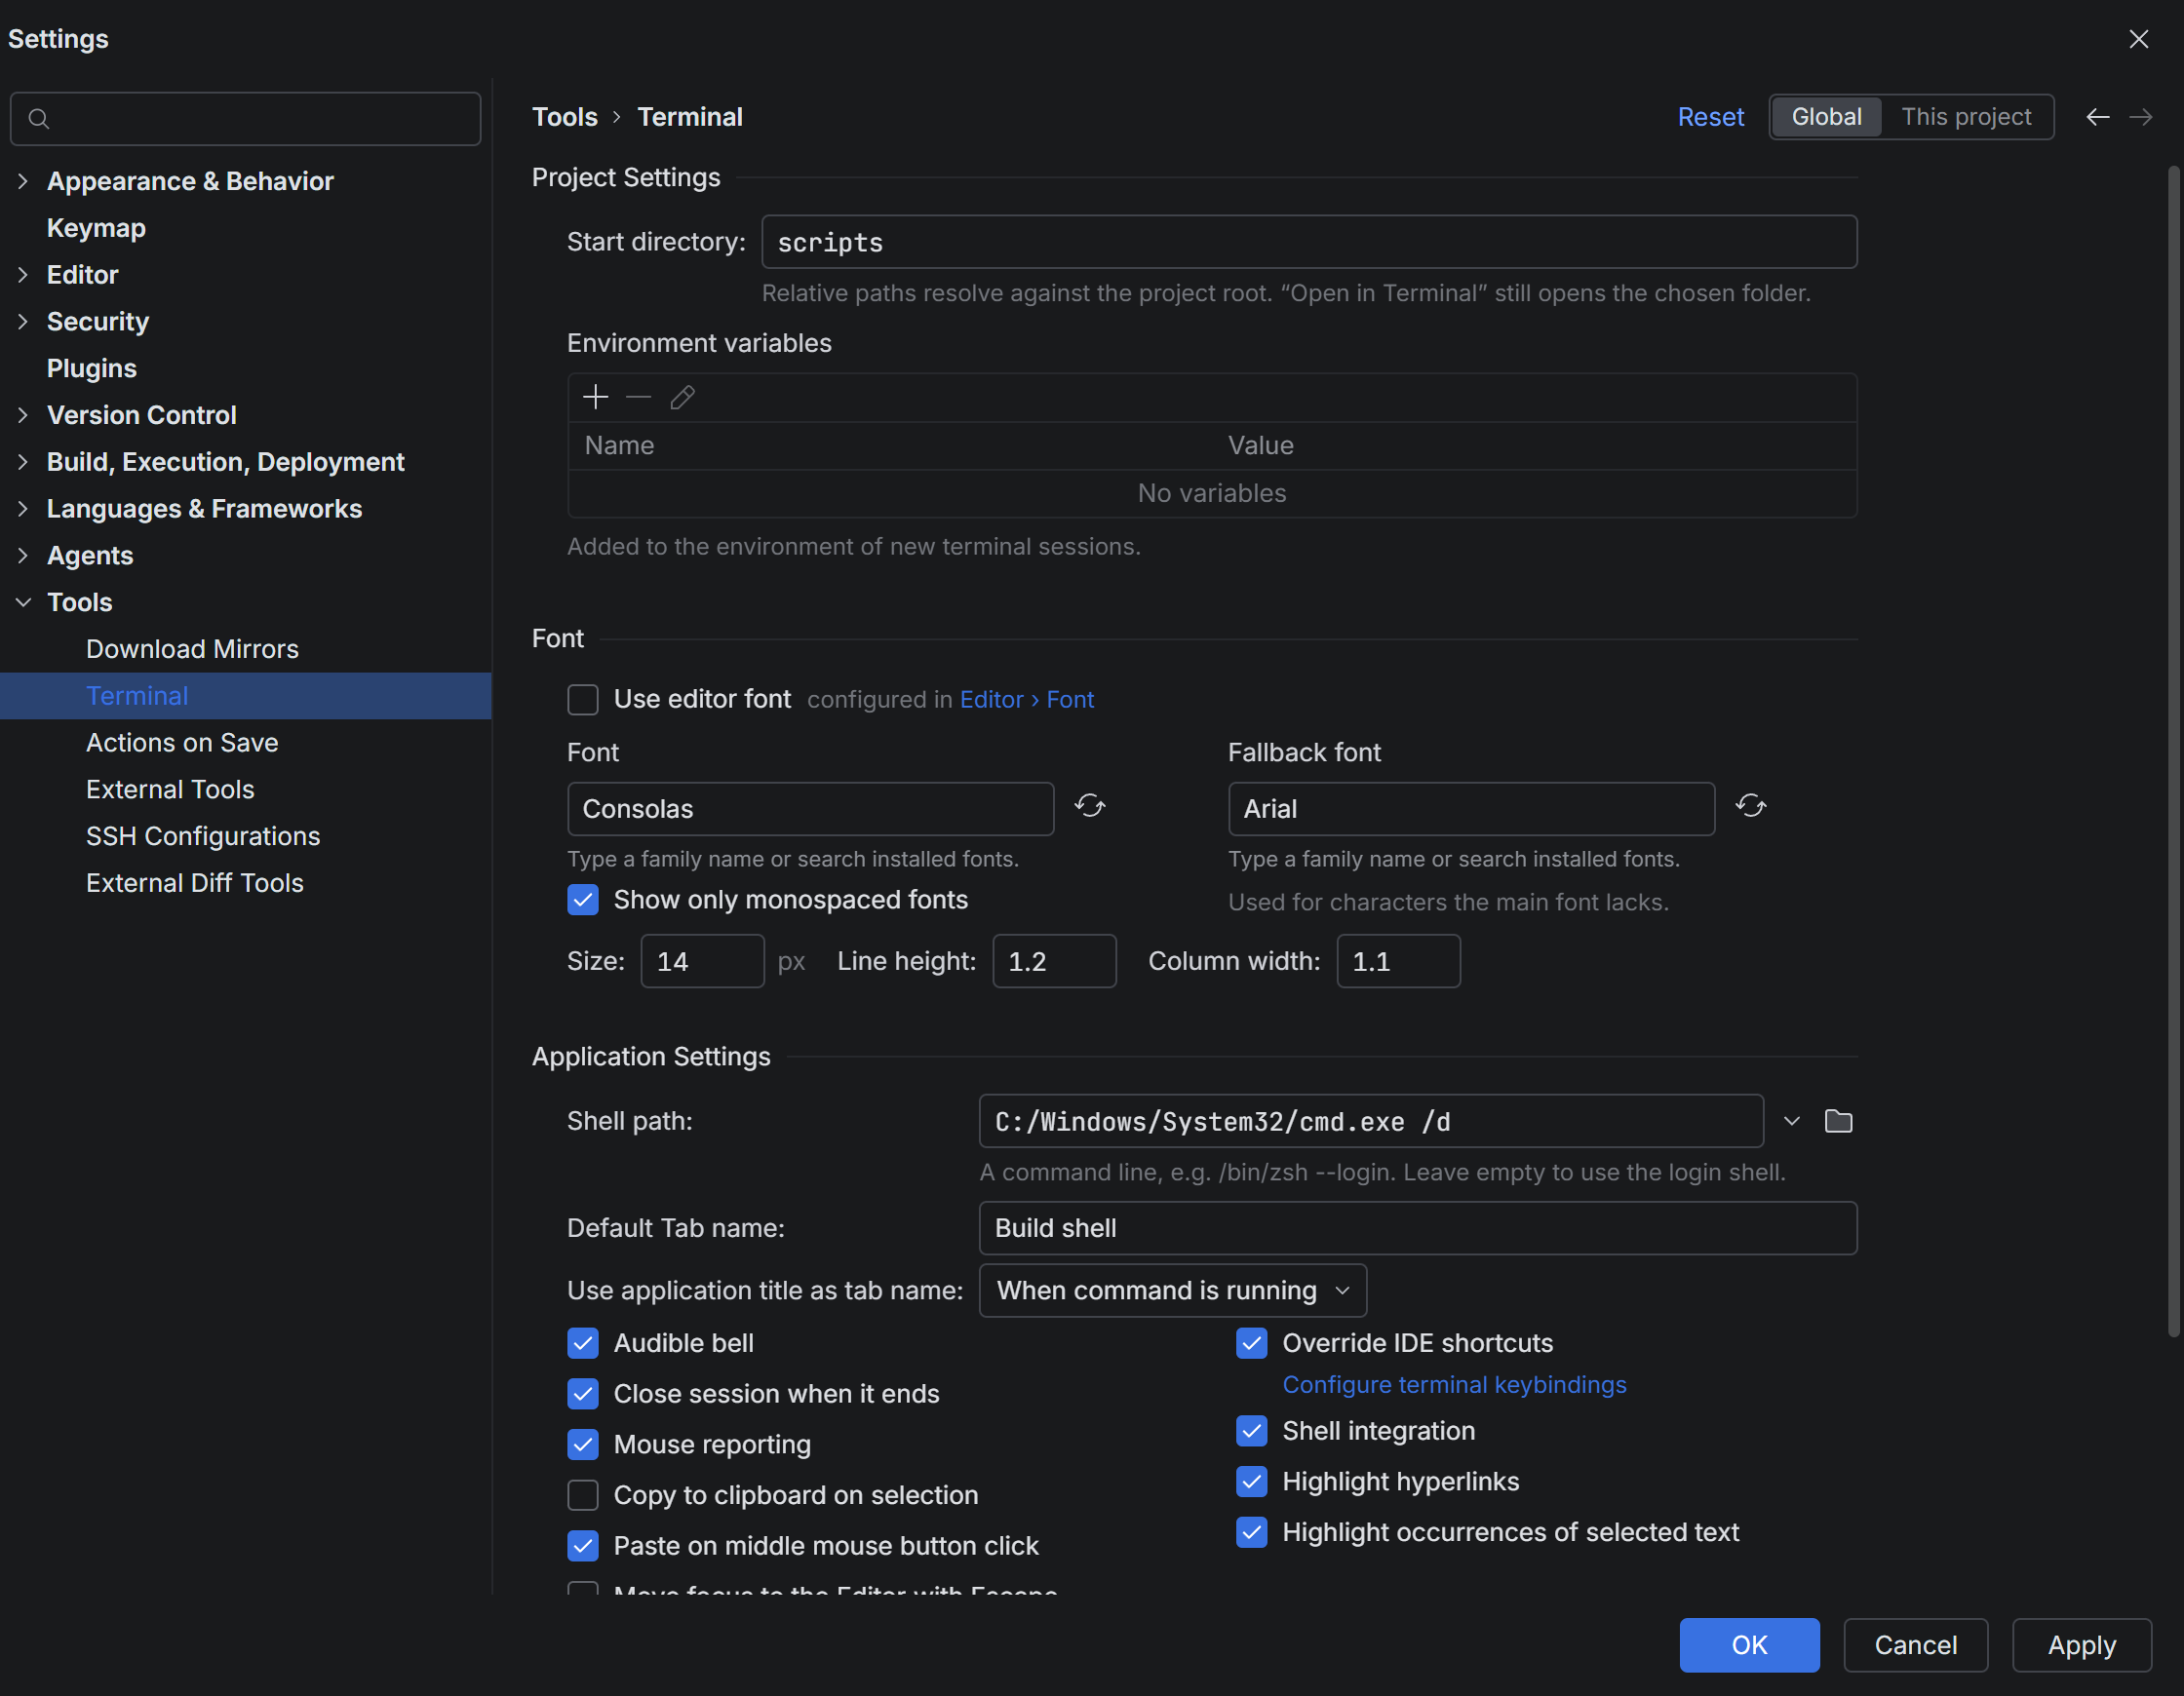 Settings
Appearance & Behavior
Keymap
Editor
Security
Plugins
Version Control
Build, Execution, Deployment
Languages & Frameworks
Agents
Tools
Download Mirrors
Terminal
Actions on Save
External Tools
SSH Configurations
External Diff Tools
Tools › Terminal
Reset Global This project
Project Settings
Start directory: scripts
Relative paths resolve against the project root. “Open in Terminal” still opens the chosen folder.
Environment variables
Name Value
No variables
Added to the environment of new terminal sessions.
Font
Use editor font configured in Editor › Font
Font Fallback font
Consolas Arial
Type a family name or search installed fonts. Type a family name or search installed fonts.
Show only monospaced fonts Used for characters the main font lacks.
Size: 14 px Line height: 1.2 Column width: 1.1
Application Settings
Shell path: C:/Windows/System32/cmd.exe /d
A command line, e.g. /bin/zsh --login. Leave empty to use the login shell.
Default Tab name: Build shell
Use application title as tab name: When command is running
Audible bell
Close session when it ends
Mouse reporting
Copy to clipboard on selection
Paste on middle mouse button click
Move focus to the Editor with Escape
Override IDE shortcuts
Configure terminal keybindings
Shell integration
Highlight hyperlinks
Highlight occurrences of selected text
OK Cancel Apply